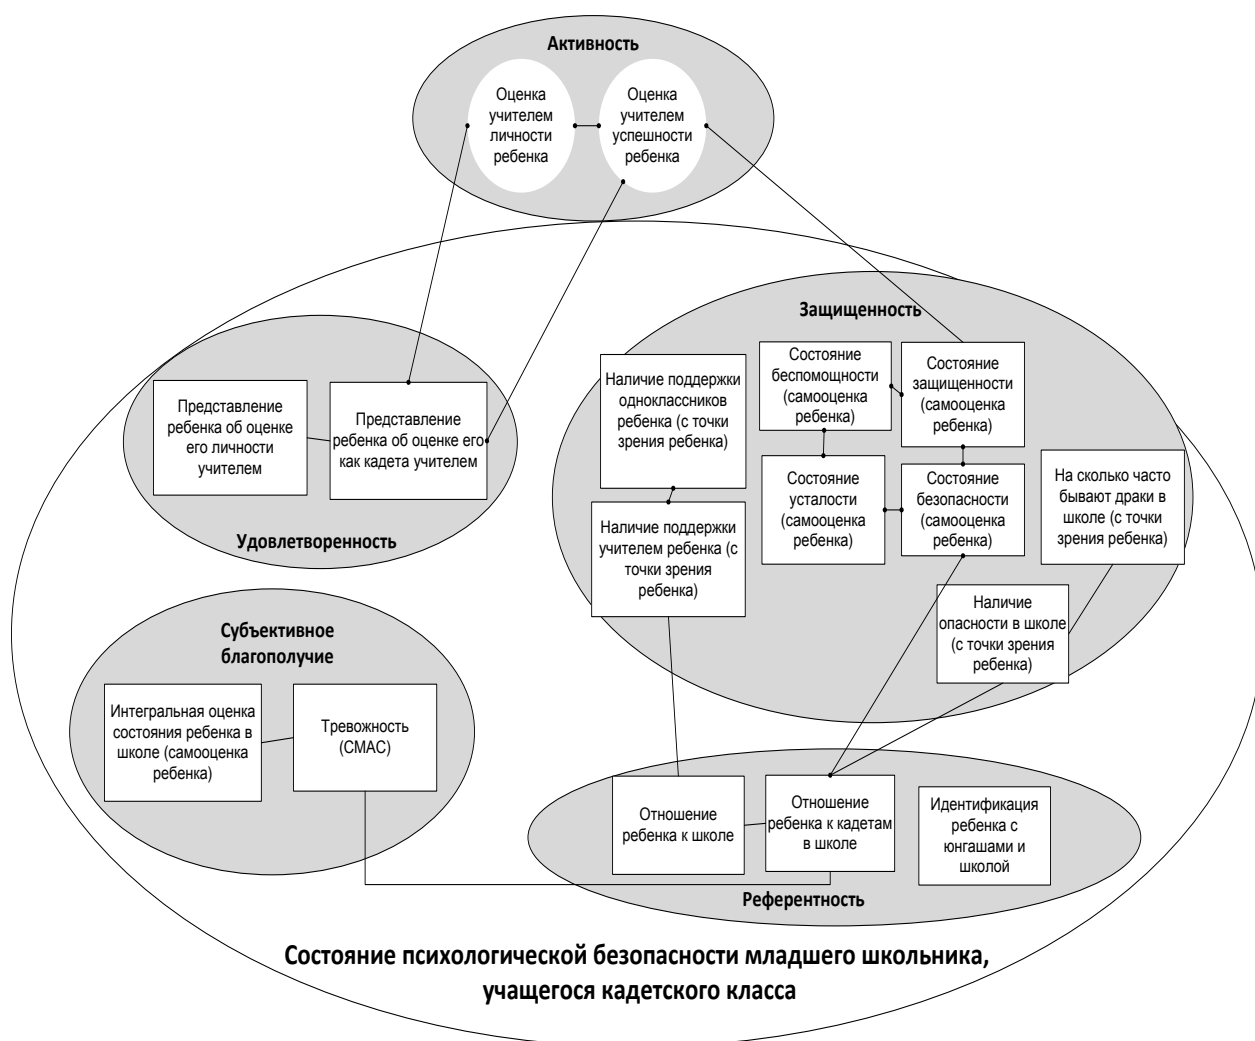 Активность
Оценка
учителем
личности
ребенка
Оценка
учителем
успешности
ребенка
Защищенность
Наличие поддержки
одноклассников
ребенка (с точки
зрения ребенка)
Состояние
беспомощности
(самооценка
ребенка)
Состояние
защищенности
(самооценка
ребенка)
Представление
ребенка об оценке
его личности
учителем
Представление
ребенка об оценке его
как кадета учителем
Удовлетворенность
Наличие поддержки
учителем ребенка (с
точки зрения
ребенка)
Состояние
усталости
(самооценка
ребенка)
Состояние
безопасности
(самооценка
ребенка)
На сколько часто
бывают драки в
школе (с точки
зрения ребенка)
Наличие
опасности в школе
(с точки зрения
ребенка)
Субъективное
благополучие
Интегральная оценка
состояния ребенка в
школе (самооценка
ребенка)
Тревожность
(СМАС)
Отношение
ребенка к школе
Отношение
ребенка к кадетам
в школе
Идентификация
ребенка с
юнгашами и
школой
Референтность
Состояние психологической безопасности младшего школьника,
учащегося кадетского класса